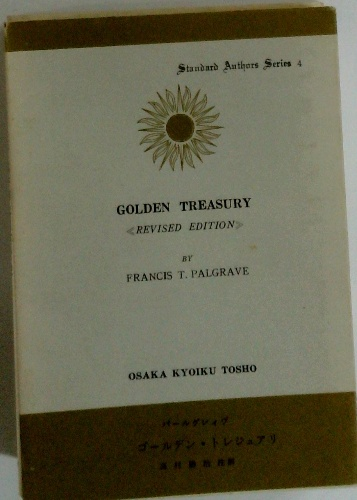 Standard Authors Series 4
GOLDEN TREASURY
≪REVISED EDITION≫
BY
FRANCIS T. PALGRAVE
OSAKA KYOIKU TOSHO
パールグレイヴ
ゴールデン・トレジュアリ